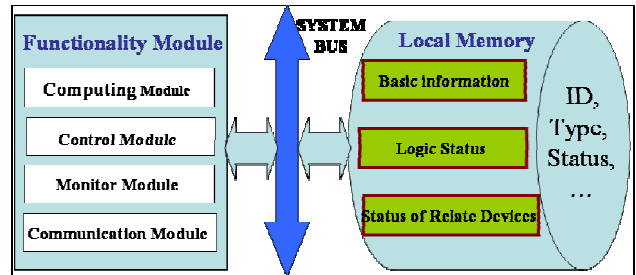 Functionality Module
Computing Module
Control Module
Monitor Module
Communication Module
SYSTEM
BUS
Local Memory
Basic information
Logic Status
Status of Relate Devices
ID,
Type,
Status,
...